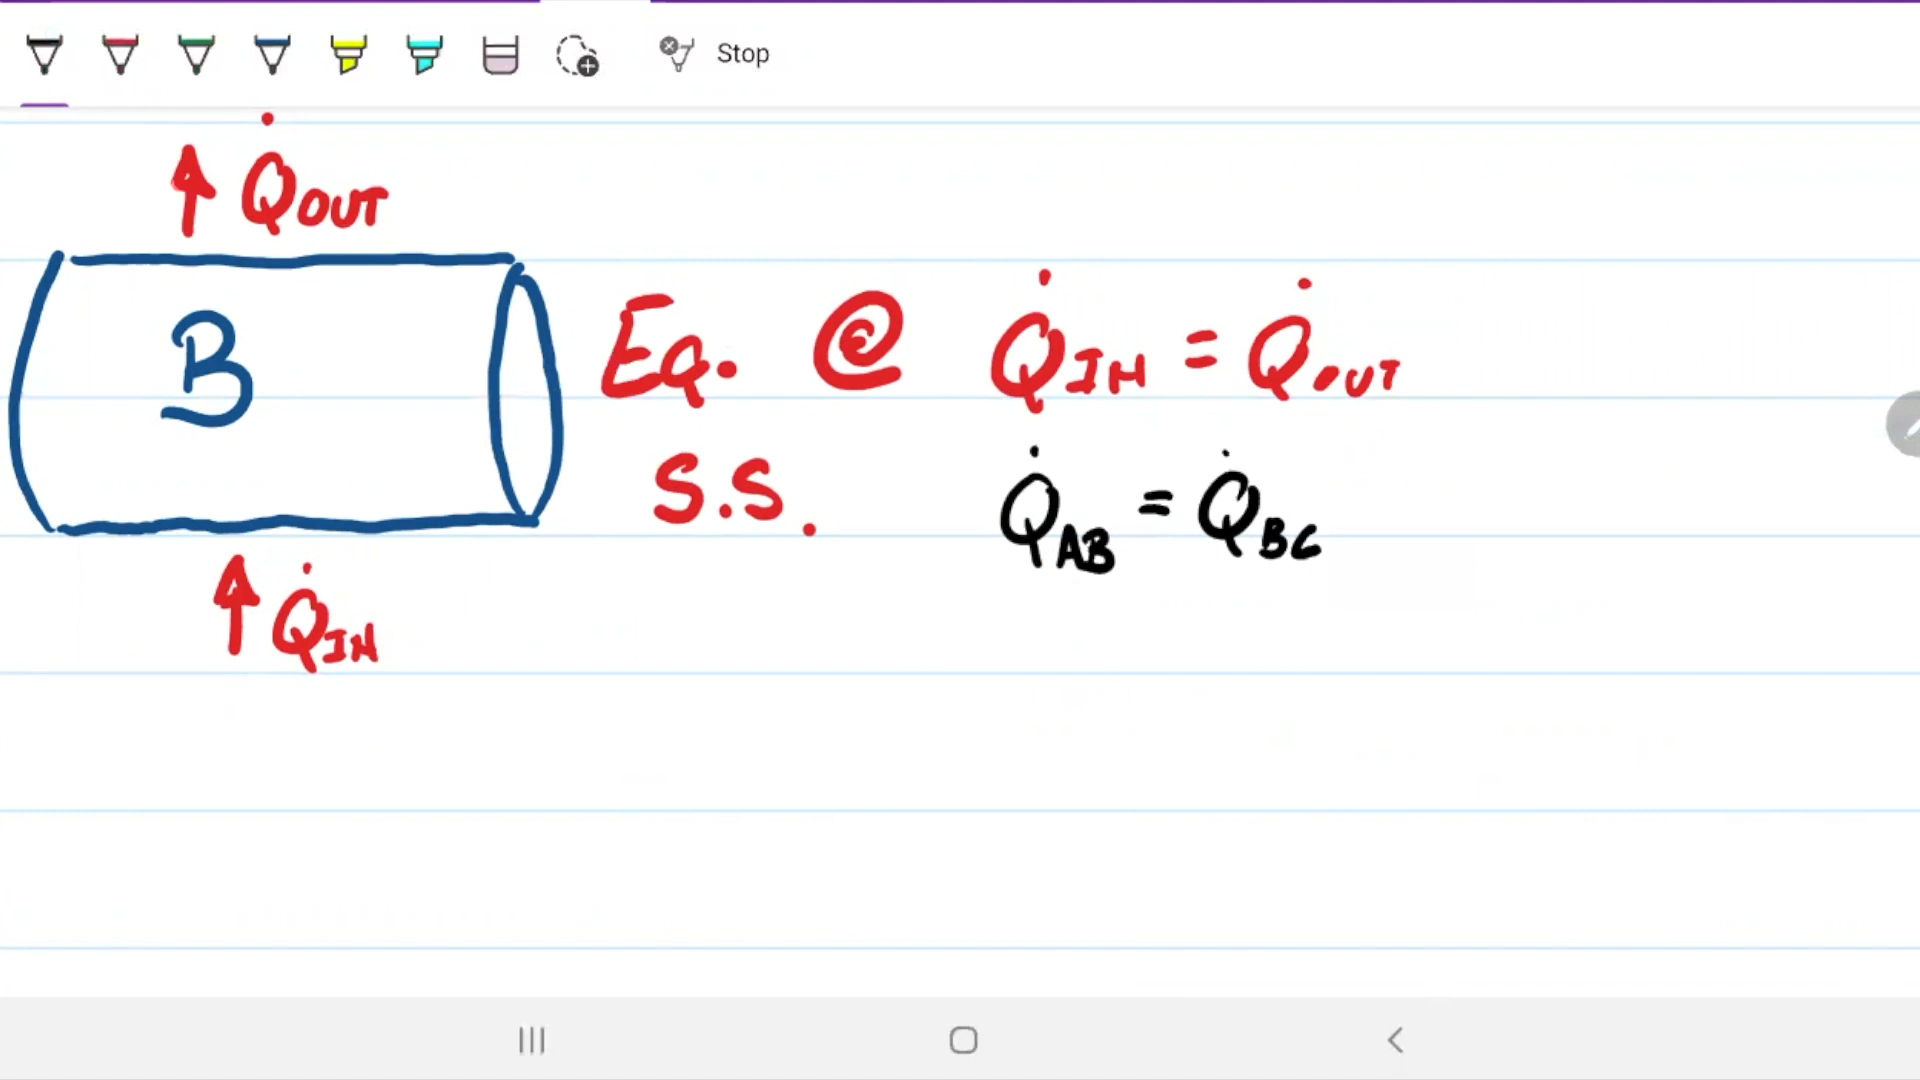 Stop
Q̇OUT
B
EQ. @ Q̇IN = Q̇OUT
S.S.
Q̇AB = Q̇BC
Q̇IN